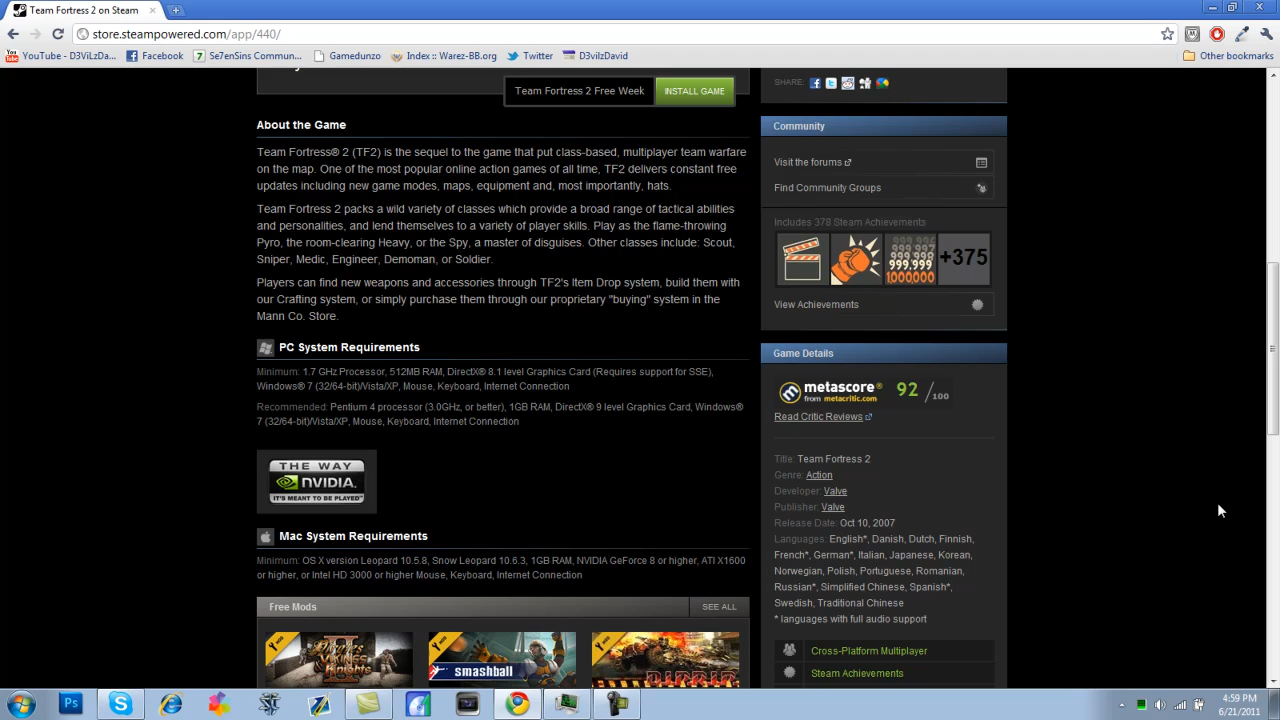 Team Fortress 2 on Steam
store.steampowered.com/app/440/
YouTube - D3ViLzDa...
Facebook
Se7enSins Commun...
Gamedunzo
Index :: Warez-BB.org
Twitter
D3vilzDavid
Other bookmarks
Team Fortress 2 Free Week
INSTALL GAME
About the Game
Team Fortress® 2 (TF2) is the sequel to the game that put class-based, multiplayer team warfare
on the map. One of the most popular online action games of all time, TF2 delivers constant free
updates including new game modes, maps, equipment and, most importantly, hats.
Team Fortress 2 packs a wild variety of classes which provide a broad range of tactical abilities
and personalities, and lend themselves to a variety of player skills. Play as the flame-throwing
Pyro, the room-clearing Heavy, or the Spy, a master of disguises. Other classes include: Scout,
Sniper, Medic, Engineer, Demoman, or Soldier.
Players can find new weapons and accessories through TF2's Item Drop system, build them with
our Crafting system, or simply purchase them through our proprietary "buying" system in the
Mann Co. Store.
PC System Requirements
Minimum: 1.7 GHz Processor, 512MB RAM, DirectX® 8.1 level Graphics Card (Requires support for SSE),
Windows® 7 (32/64-bit)/Vista/XP, Mouse, Keyboard, Internet Connection
Recommended: Pentium 4 processor (3.0GHz, or better), 1GB RAM, DirectX® 9 level Graphics Card, Windows®
7 (32/64-bit)/Vista/XP, Mouse, Keyboard, Internet Connection
THE WAY
NVIDIA.
IT'S MEANT TO BE PLAYED™
Mac System Requirements
Minimum: OS X version Leopard 10.5.8, Snow Leopard 10.6.3, 1GB RAM, NVIDIA GeForce 8 or higher, ATI X1600
or higher, or Intel HD 3000 or higher Mouse, Keyboard, Internet Connection
Free Mods
SEE ALL
smashball
SHARE:
Community
Visit the forums
Find Community Groups
Includes 378 Steam Achievements
999,999
1,000,000
+375
View Achievements
Game Details
metascore®
from metacritic.com
92 /100
Read Critic Reviews
Title: Team Fortress 2
Genre: Action
Developer: Valve
Publisher: Valve
Release Date: Oct 10, 2007
Languages: English*, Danish, Dutch, Finnish,
French*, German*, Italian, Japanese, Korean,
Norwegian, Polish, Portuguese, Romanian,
Russian*, Simplified Chinese, Spanish*,
Swedish, Traditional Chinese
* languages with full audio support
Cross-Platform Multiplayer
Steam Achievements
4:59 PM
6/21/2011